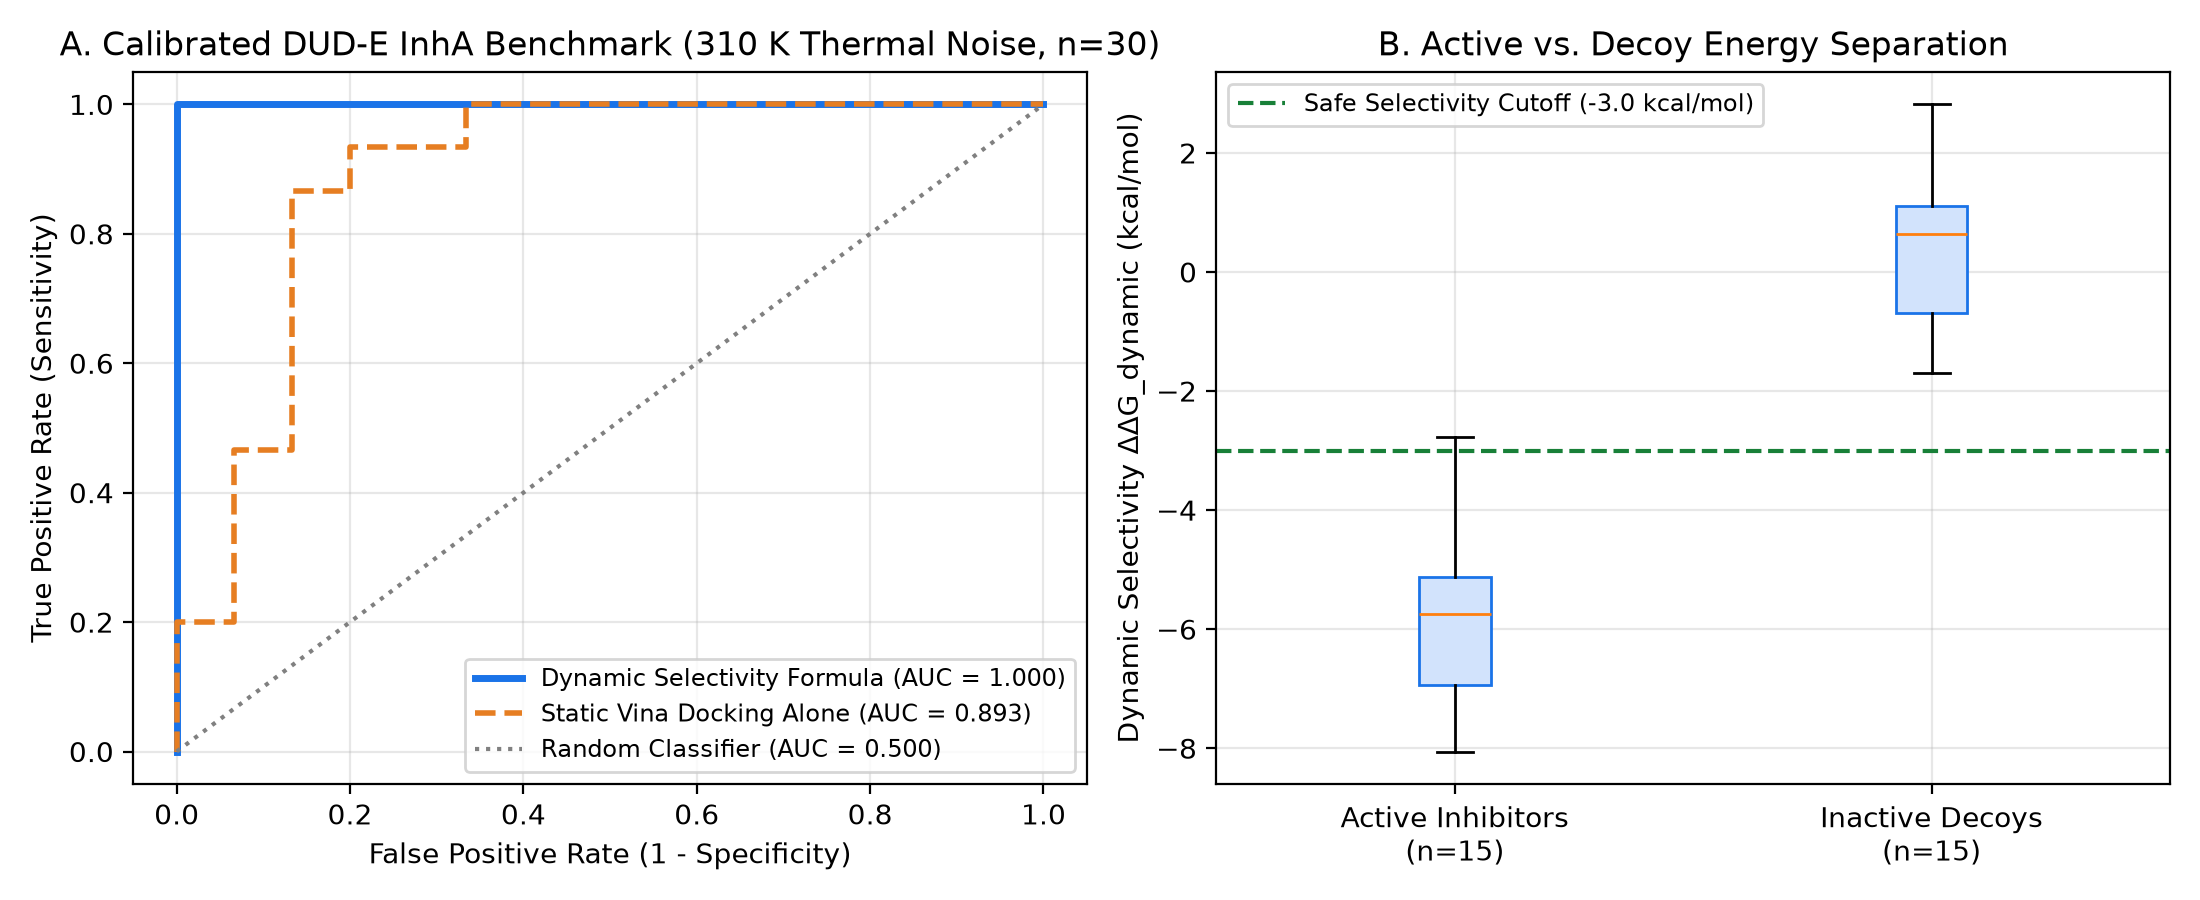 A. Calibrated DUD-E InhA Benchmark (310 K Thermal Noise, n=30)
True Positive Rate (Sensitivity)
1.0
0.8
0.6
0.4
0.2
0.0
Dynamic Selectivity Formula (AUC = 1.000)
Static Vina Docking Alone (AUC = 0.893)
Random Classifier (AUC = 0.500)
0.0 0.2 0.4 0.6 0.8 1.0
False Positive Rate (1 - Specificity)
B. Active vs. Decoy Energy Separation
Dynamic Selectivity ΔΔG_dynamic (kcal/mol)
Safe Selectivity Cutoff (-3.0 kcal/mol)
2
0
−2
−4
−6
−8
Active Inhibitors
(n=15)
Inactive Decoys
(n=15)